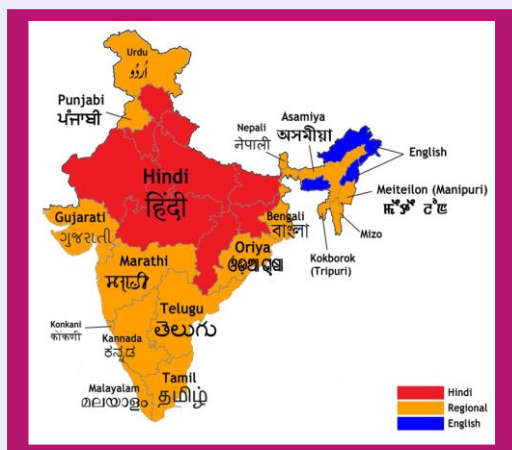 Urdu
اُردُو
Punjabi
ਪੰਜਾਬੀ
Nepali
नेपाली
Asamiya
অসমীয়া
English
Hindi
हिंदी
Meiteilon (Manipuri)
Gujarati
ગુજરાતી
Bengali
বাংলা
Mizo
Oriya
Kokborok
(Tripuri)
Marathi
मराठी
Telugu
తెలుగు
Konkani
कोंकणी
Kannada
ಕನ್ನಡ
Malayalam
മലയാളം
Tamil
தமிழ்
Hindi
Regional
English